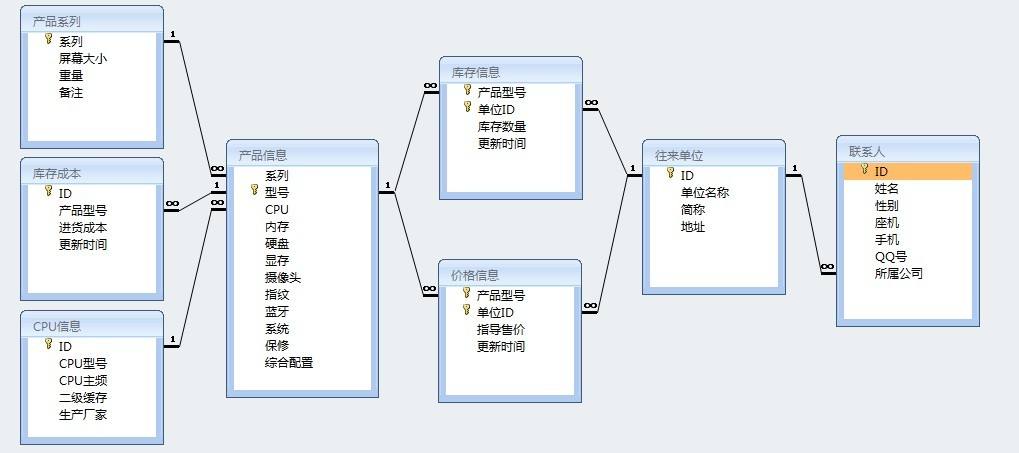 产品系列
系列
屏幕大小
重量
备注
库存成本
ID
产品型号
进货成本
更新时间
CPU信息
ID
CPU型号
CPU主频
二级缓存
生产厂家
产品信息
系列
型号
CPU
内存
硬盘
显存
摄像头
指纹
蓝牙
系统
保修
综合配置
库存信息
产品型号
单位ID
库存数量
更新时间
价格信息
产品型号
单位ID
指导售价
更新时间
往来单位
ID
单位名称
简称
地址
联系人
ID
姓名
性别
座机
手机
QQ号
所属公司
1
∞
1
∞
1
∞
1
∞
∞
∞
∞
1
1
∞